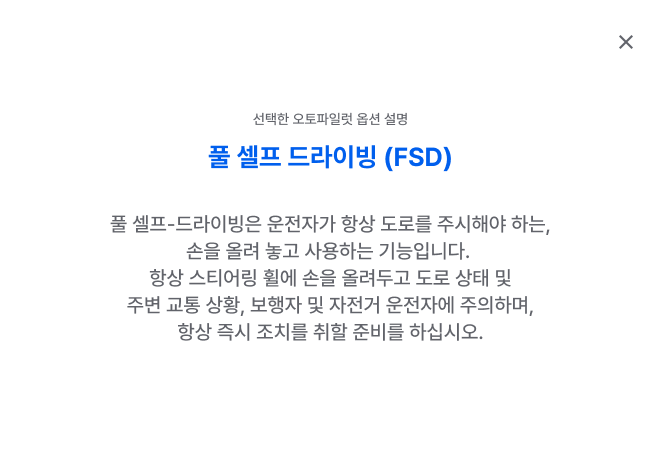 선택한 오토파일럿 옵션 설명
풀 셀프 드라이빙 (FSD)
풀 셀프-드라이빙은 운전자가 항상 도로를 주시해야 하는,
손을 올려 놓고 사용하는 기능입니다.
항상 스티어링 휠에 손을 올려두고 도로 상태 및
주변 교통 상황, 보행자 및 자전거 운전자에 주의하며,
항상 즉시 조치를 취할 준비를 하십시오.